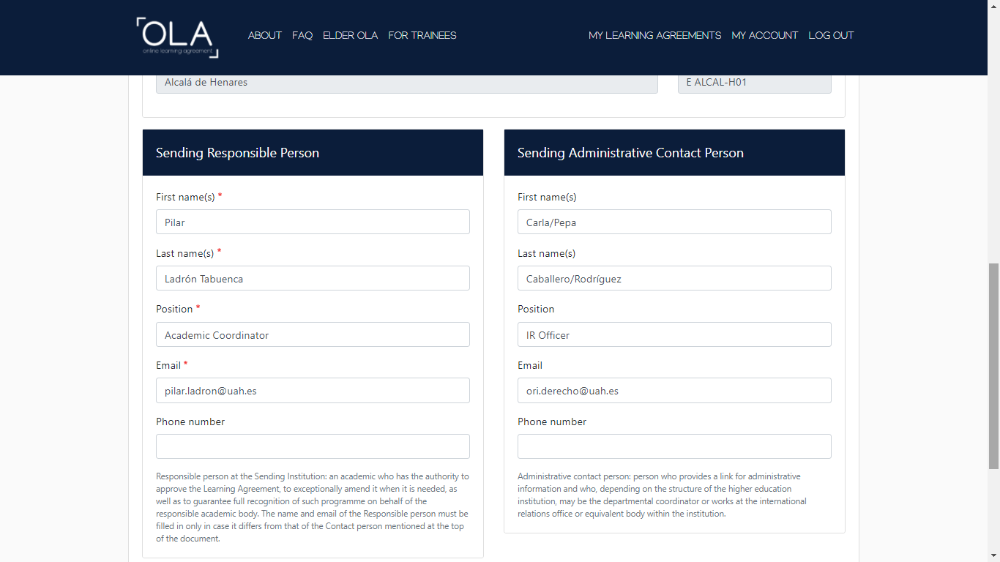 OLA
online learning agreement
ABOUT FAQ ELDER OLA FOR TRAINEES MY LEARNING AGREEMENTS MY ACCOUNT LOG OUT
Alcalá de Henares
E ALCAL-H01
Sending Responsible Person
First name(s) *
Pilar
Last name(s) *
Ladrón Tabuenca
Position *
Academic Coordinator
Email *
pilar.ladron@uah.es
Phone number
Responsible person at the Sending Institution: an academic who has the authority to
approve the Learning Agreement, to exceptionally amend it when it is needed, as
well as to guarantee full recognition of such programme on behalf of the
responsible academic body. The name and email of the Responsible person must be
filled in only in case it differs from that of the Contact person mentioned at the top
of the document.
Sending Administrative Contact Person
First name(s)
Carla/Pepa
Last name(s)
Caballero/Rodríguez
Position
IR Officer
Email
ori.derecho@uah.es
Phone number
Administrative contact person: person who provides a link for administrative
information and who, depending on the structure of the higher education
institution, may be the departmental coordinator or works at the international
relations office or equivalent body within the institution.